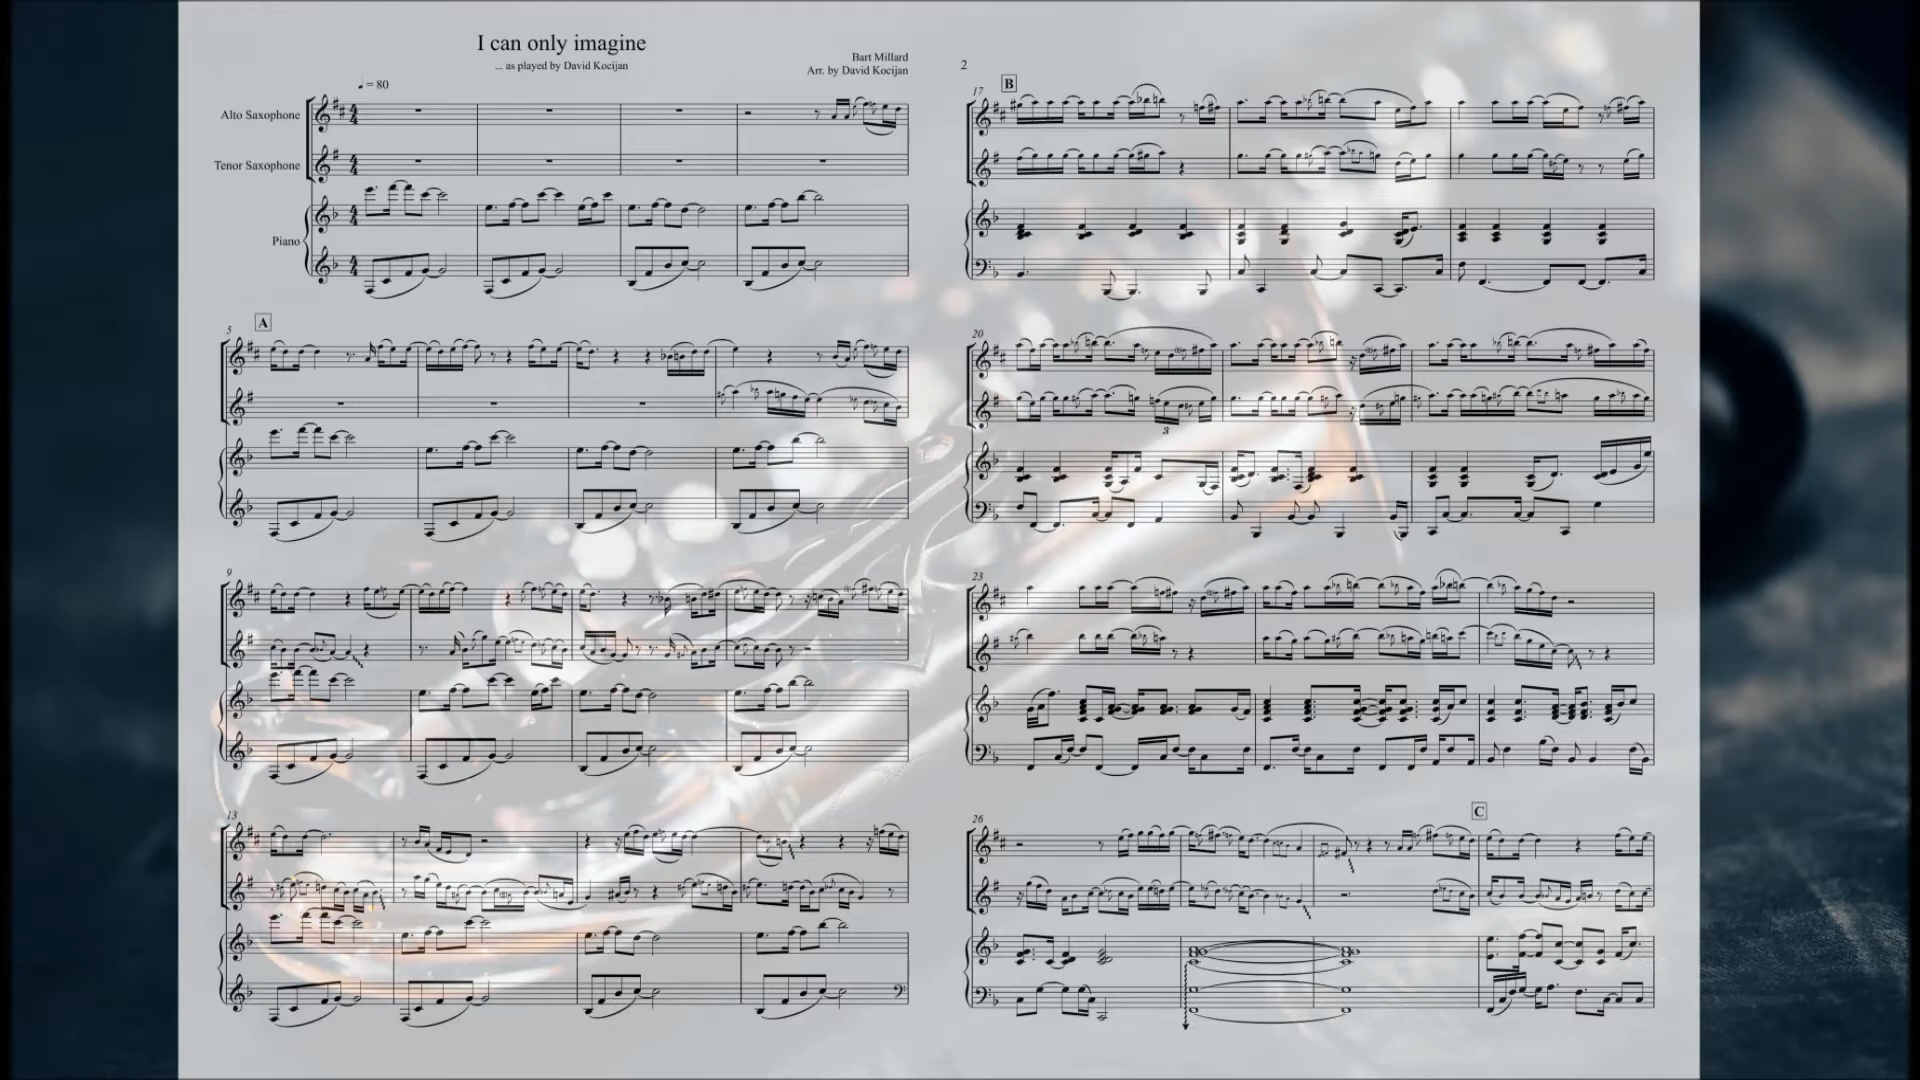 I can only imagine
... as played by David Kocijan
Bart Millard
Arr. by David Kocijan
♩ = 80
Alto Saxophone
Tenor Saxophone
Piano
5
A
9
13
2
17
B
20
3
23
26
C